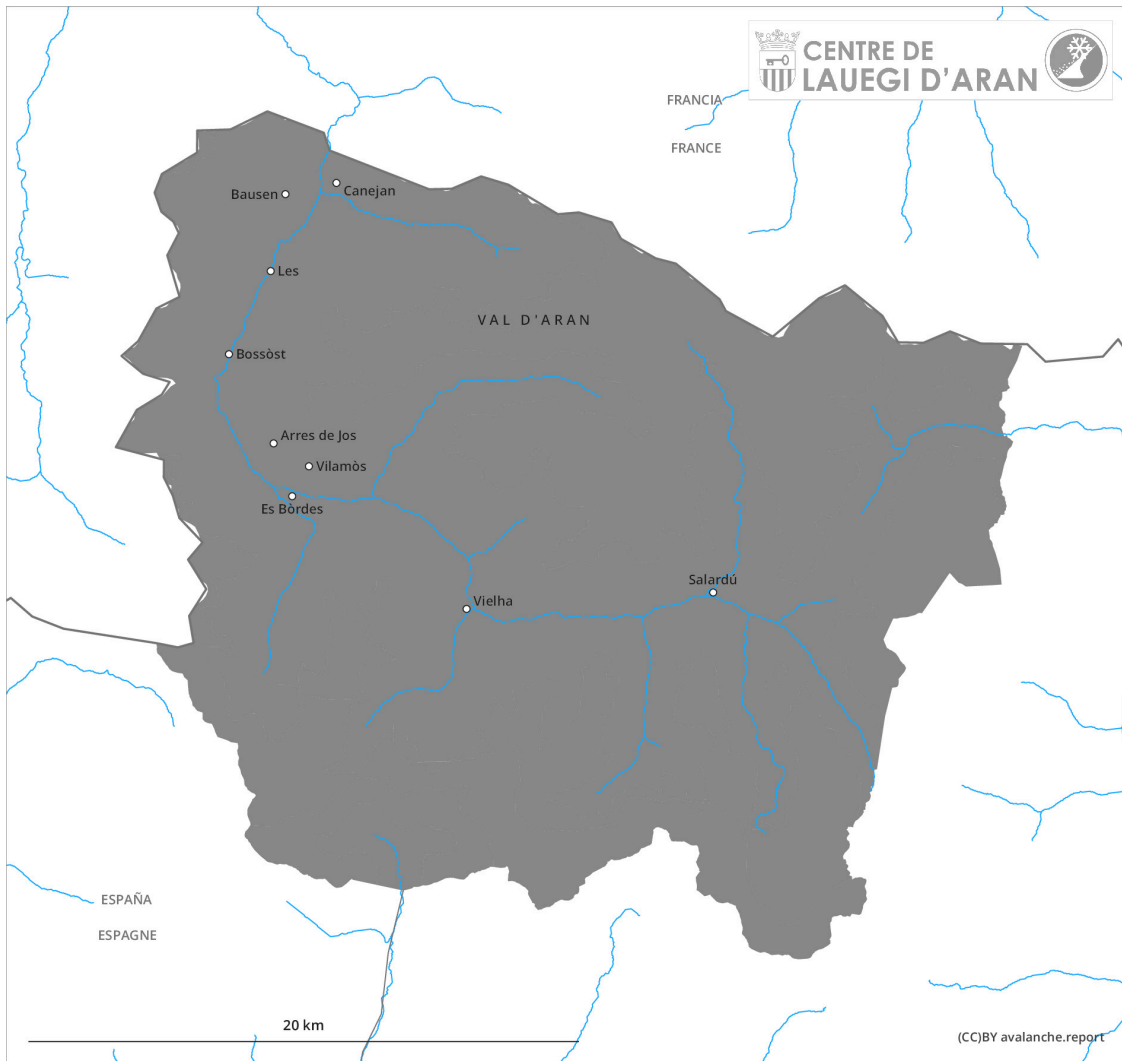 CENTRE DE
LAUEGI D'ARAN
FRANCIA
FRANCE
Canejan
Bausen
Les
VAL D'ARAN
Bossòst
Arres de Jos
Vilamòs
Es Bòrdes
Salardú
Vielha
ESPAÑA
ESPAGNE
20 km
(CC)BY avalanche.report